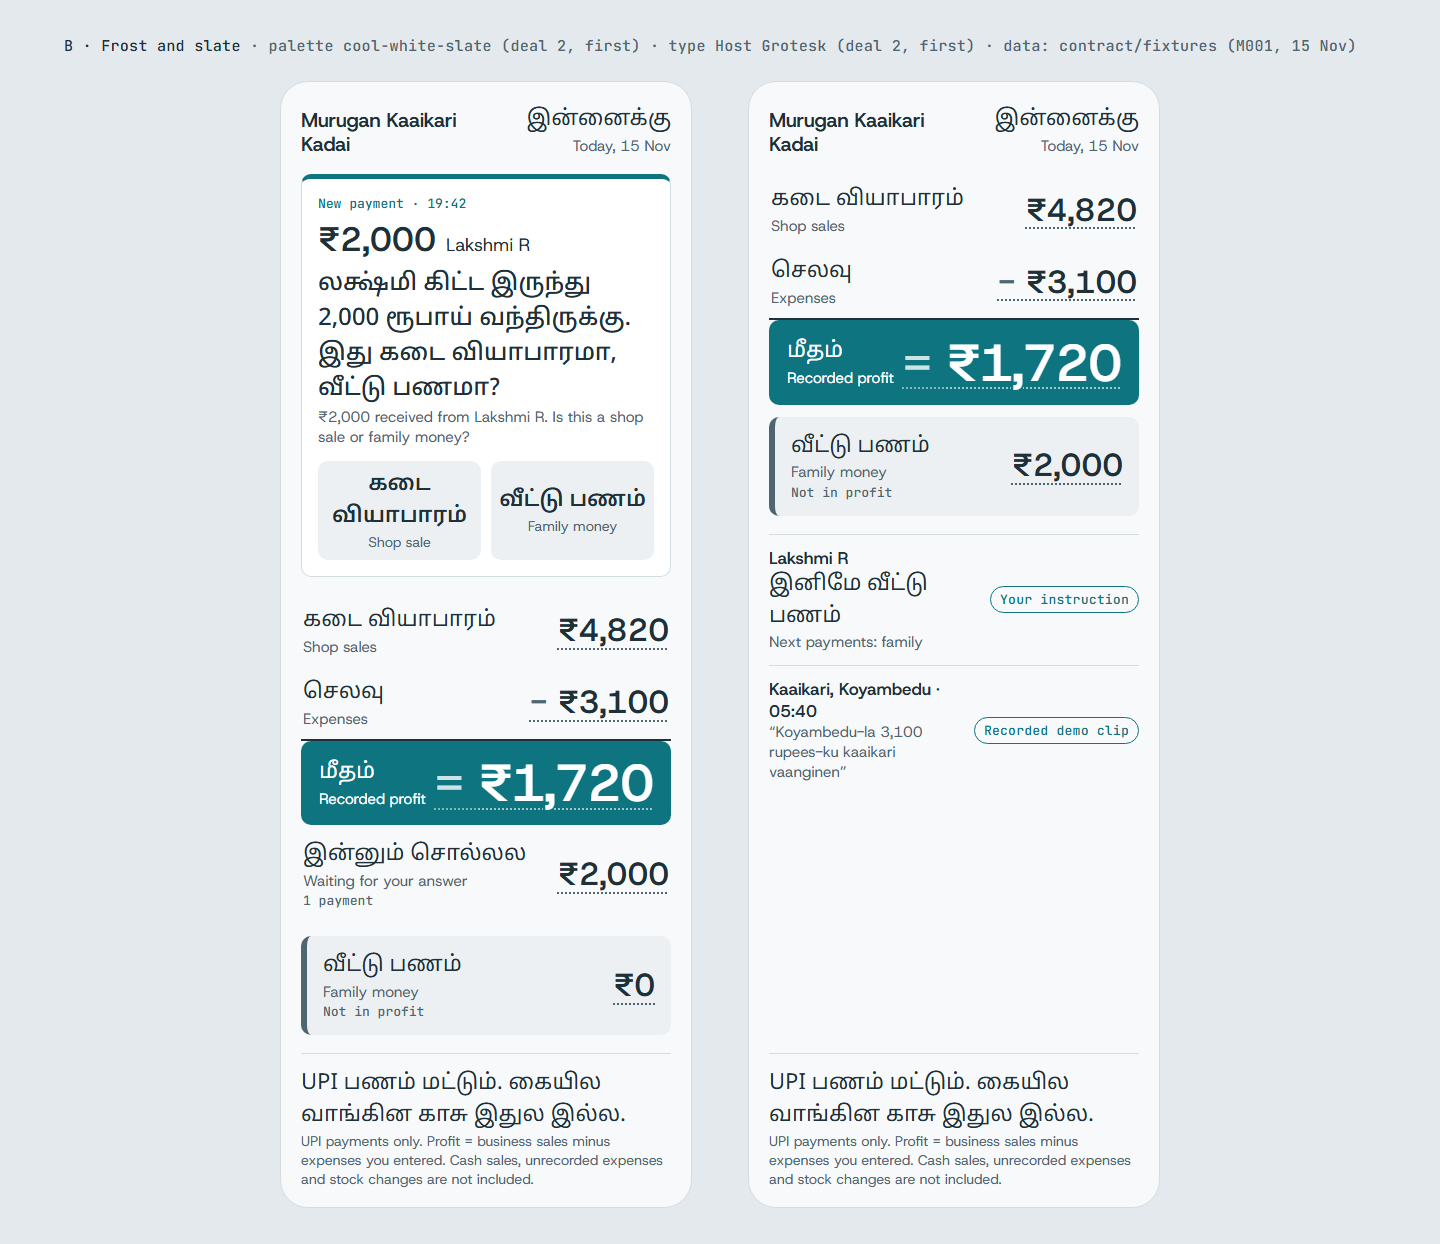 B · Frost and slate · palette cool-white-slate (deal 2, first) · type Host Grotesk (deal 2, first) · data: contract/fixtures (M001, 15 Nov)
Murugan Kaaikari
Kadai
இன்னைக்கு
Today, 15 Nov
New payment · 19:42
₹2,000 Lakshmi R
லக்ஷ்மி கிட்ட இருந்து
2,000 ரூபாய் வந்திருக்கு.
இது கடை வியாபாரமா,
வீட்டு பணமா?
₹2,000 received from Lakshmi R. Is this a shop
sale or family money?
கடை
வியாபாரம்
Shop sale
வீட்டு பணம்
Family money
கடை வியாபாரம்
Shop sales
₹4,820
செலவு
Expenses
− ₹3,100
மீதம்
Recorded profit
= ₹1,720
இன்னும் சொல்லல
Waiting for your answer
1 payment
₹2,000
வீட்டு பணம்
Family money
Not in profit
₹0
UPI பணம் மட்டும். கையில
வாங்கின காசு இதுல இல்ல.
UPI payments only. Profit = business sales minus
expenses you entered. Cash sales, unrecorded expenses
and stock changes are not included.
Murugan Kaaikari
Kadai
இன்னைக்கு
Today, 15 Nov
கடை வியாபாரம்
Shop sales
₹4,820
செலவு
Expenses
− ₹3,100
மீதம்
Recorded profit
= ₹1,720
வீட்டு பணம்
Family money
Not in profit
₹2,000
Lakshmi R
இனிமே வீட்டு
பணம்
Next payments: family
Your instruction
Kaaikari, Koyambedu ·
05:40
“Koyambedu-la 3,100
rupees-ku kaaikari
vaanginen”
Recorded demo clip
UPI பணம் மட்டும். கையில
வாங்கின காசு இதுல இல்ல.
UPI payments only. Profit = business sales minus
expenses you entered. Cash sales, unrecorded expenses
and stock changes are not included.